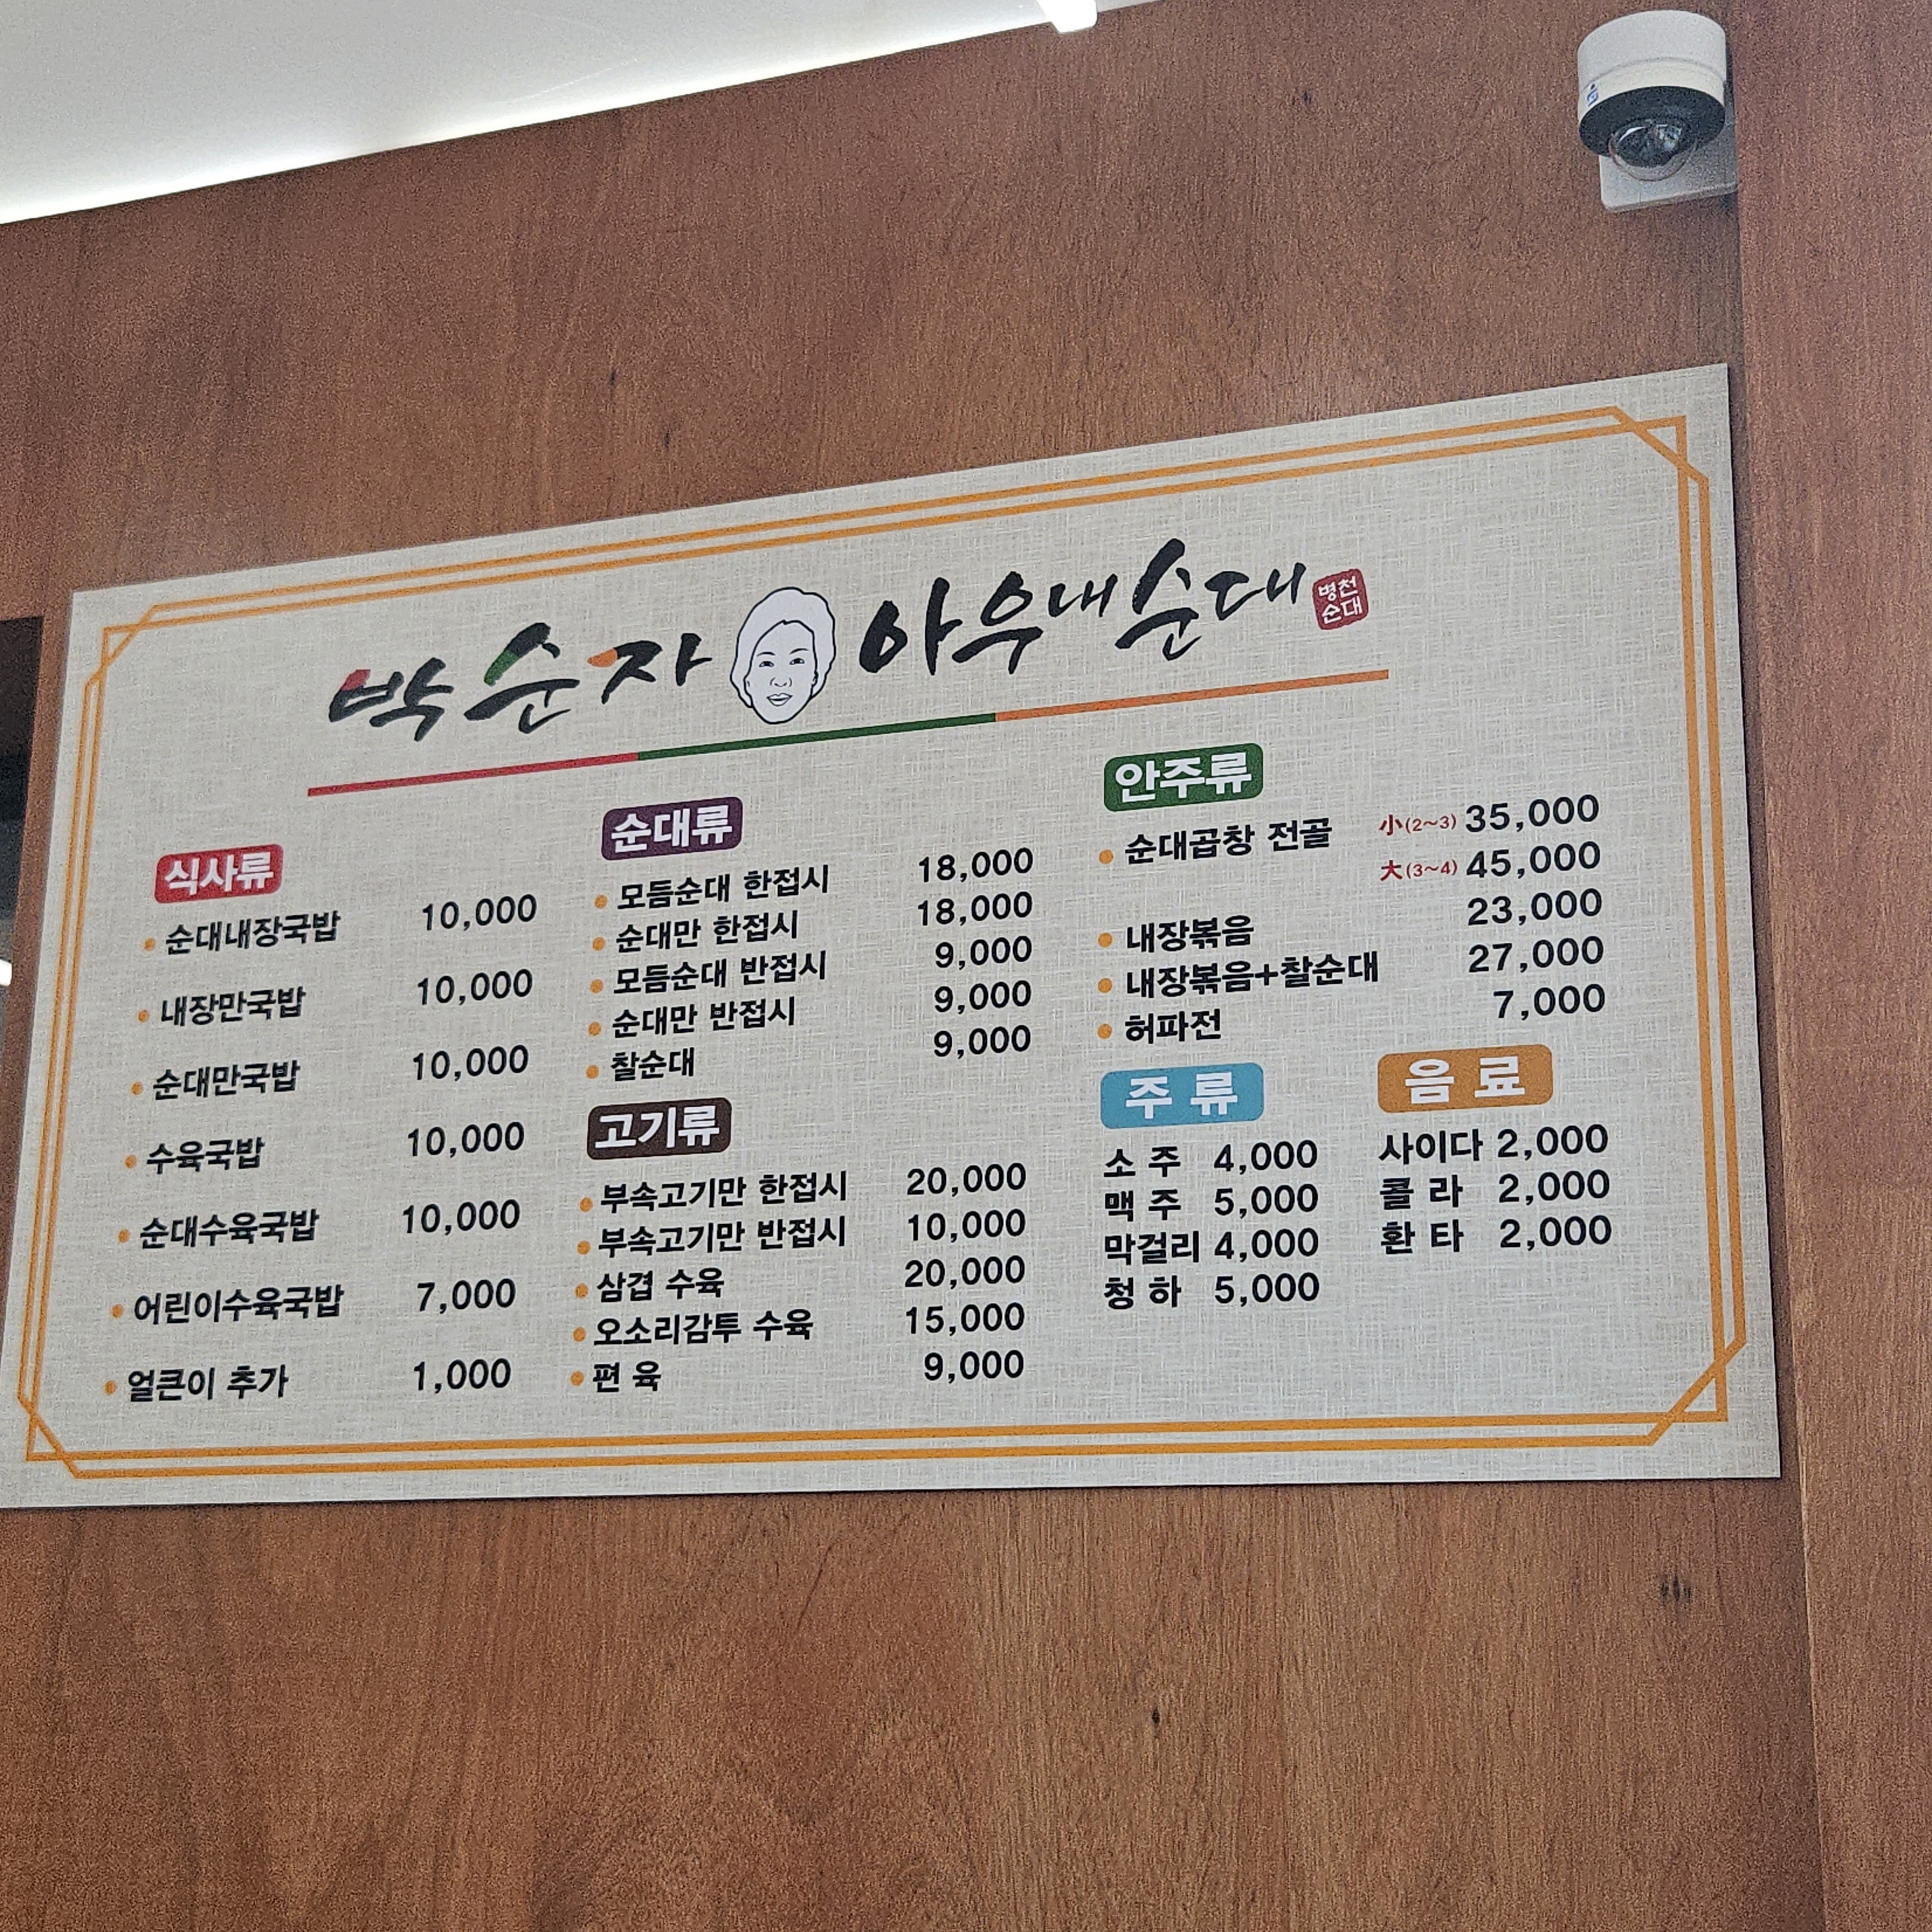 박순자 아우내순대
병천
순대
식사류
순대내장국밥 10,000
내장만국밥 10,000
순대만국밥 10,000
수육국밥 10,000
순대수육국밥 10,000
어린이수육국밥 7,000
얼큰이 추가 1,000
순대류
모듬순대 한접시 18,000
순대만 한접시 18,000
모듬순대 반접시 9,000
순대만 반접시 9,000
찰순대 9,000
고기류
부속고기만 한접시 20,000
부속고기만 반접시 10,000
삼겹 수육 20,000
오소리감투 수육 15,000
편 육 9,000
안주류
순대곱창 전골 小(2~3) 35,000
大(3~4) 45,000
내장볶음 23,000
내장볶음+찰순대 27,000
허파전 7,000
주 류
소 주 4,000
맥 주 5,000
막걸리 4,000
청 하 5,000
음 료
사이다 2,000
콜 라 2,000
환 타 2,000